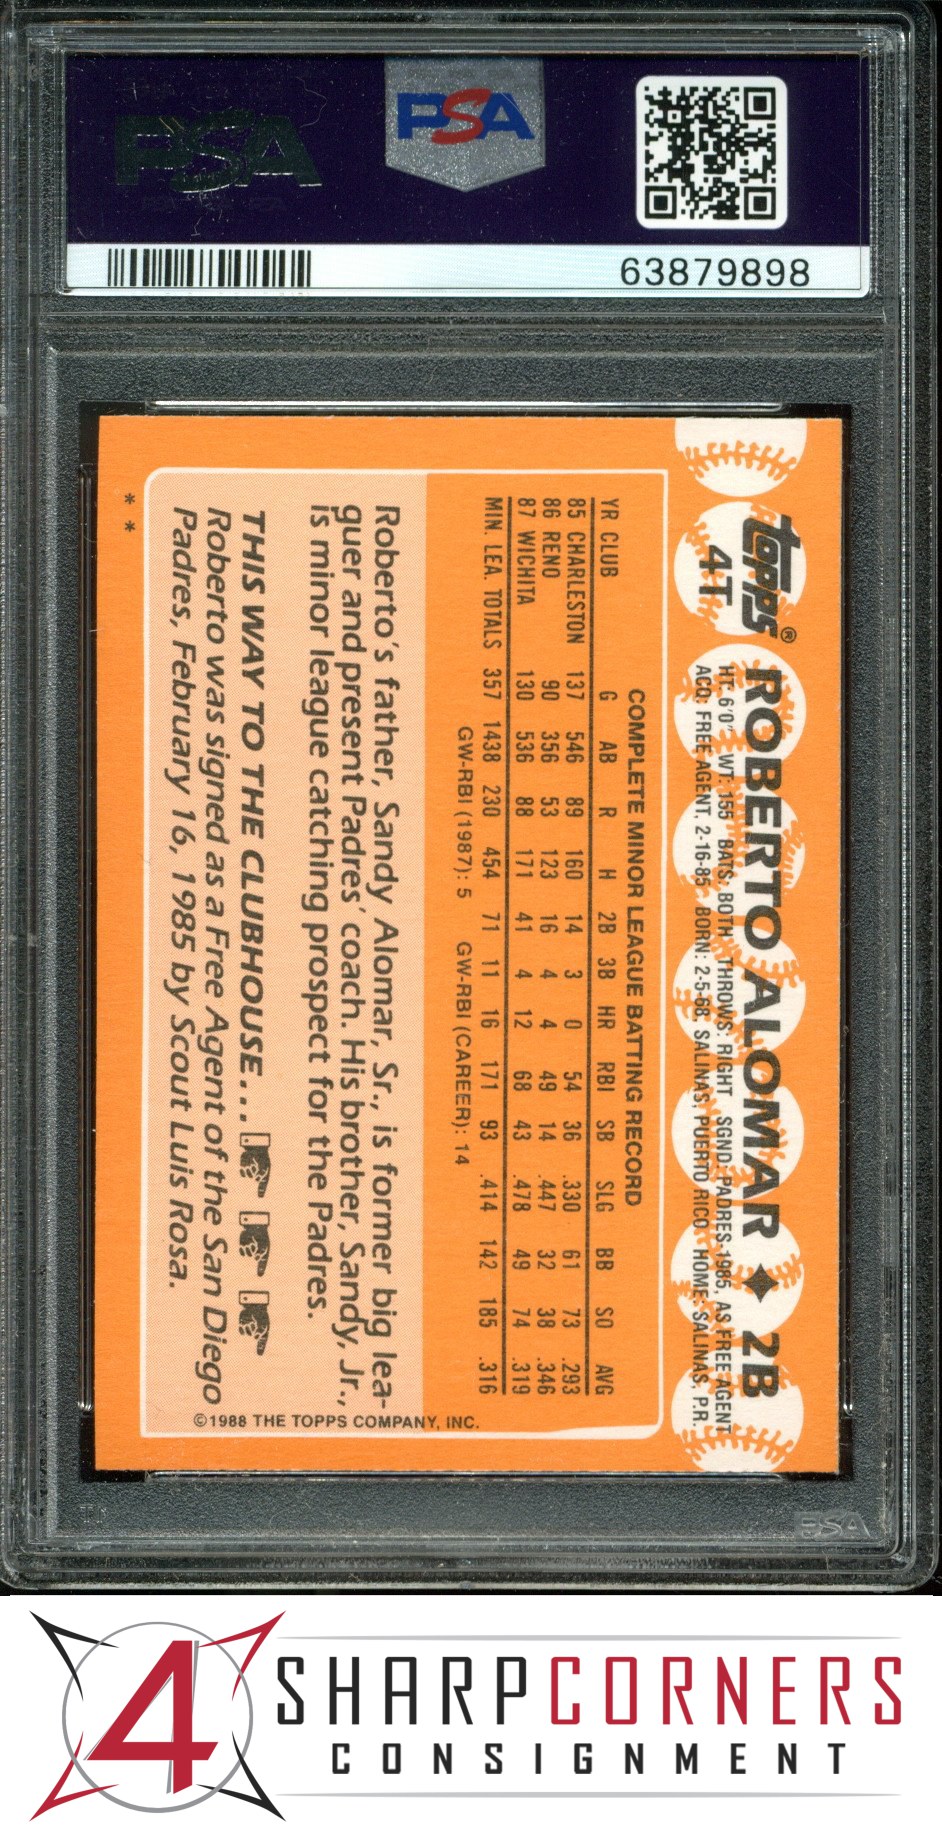 PSA
PSA
63879898
topps®
4T
ROBERTO ALOMAR ♦ 2B
HT: 6'0" WT: 155 BATS: BOTH THROWS: RIGHT SGND: PADRES-1985, AS FREE AGENT
ACQ: FREE AGENT, 2-16-85 BORN: 2-5-68, SALINAS, PUERTO RICO HOME: SALINAS, P.R.
COMPLETE MINOR LEAGUE BATTING RECORD
YR CLUB G AB R H 2B 3B HR RBI SB SLG BB SO AVG
85 CHARLESTON 137 546 89 160 14 3 0 54 36 .330 61 73 .293
86 RENO 90 356 53 123 16 4 4 49 14 .447 32 38 .346
87 WICHITA 130 536 88 171 41 4 12 68 43 .478 49 74 .319
MIN. LEA. TOTALS 357 1438 230 454 71 11 16 171 93 .414 142 185 .316
GW-RBI (1987): 5 GW-RBI (CAREER): 14
Roberto's father, Sandy Alomar, Sr., is former big lea-
guer and present Padres' coach. His brother, Sandy, Jr.,
is minor league catching prospect for the Padres.
THIS WAY TO THE CLUBHOUSE...
Roberto was signed as a Free Agent of the San Diego
Padres, February 16, 1985 by Scout Luis Rosa.
©1988 THE TOPPS COMPANY, INC.
* *
PSA
4
SHARPCORNERS
CONSIGNMENT